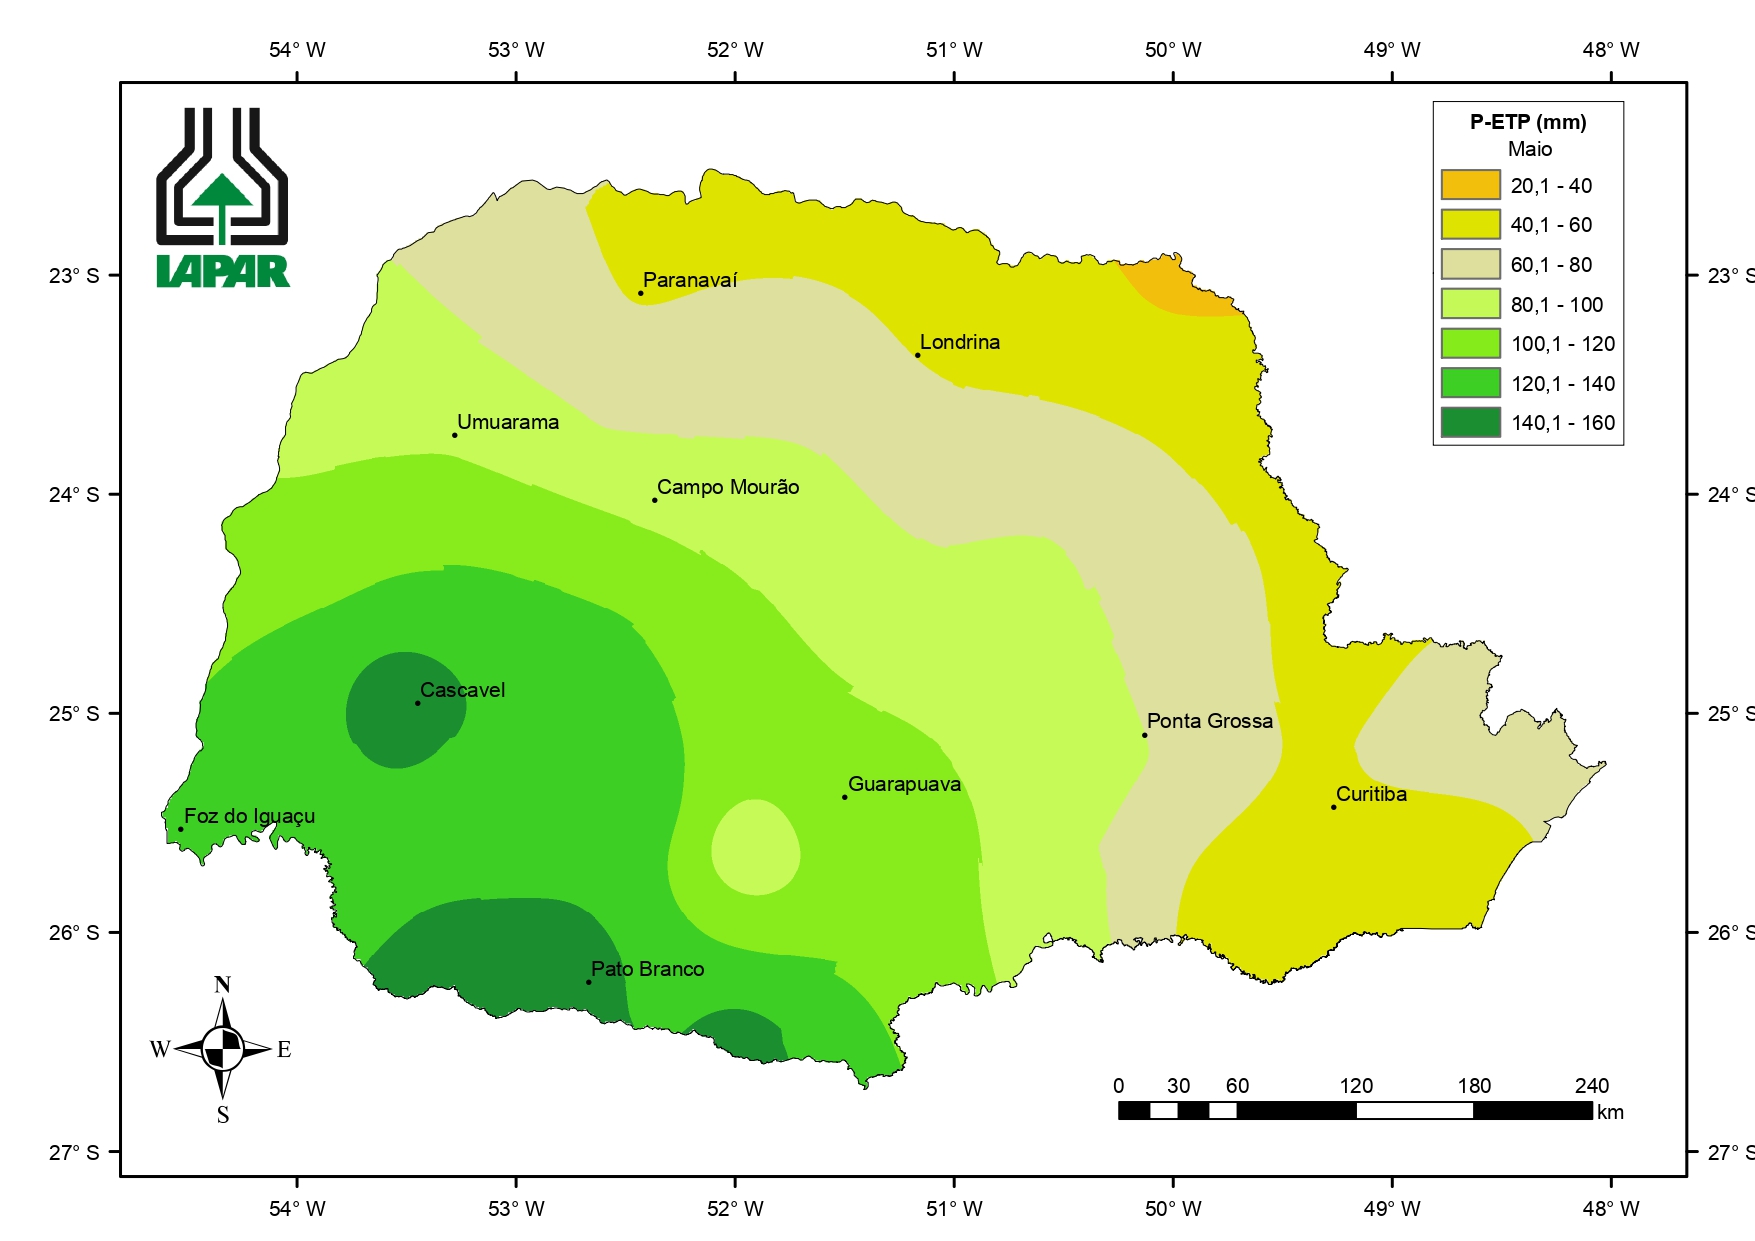 54° W 53° W 52° W 51° W 50° W 49° W 48° W
IAPAR
P-ETP (mm)
Maio
20,1 - 40
40,1 - 60
60,1 - 80
80,1 - 100
100,1 - 120
120,1 - 140
140,1 - 160
23° S 23° S
Paranavaí
Londrina
Umuarama
Campo Mourão
24° S 24° S
Cascavel
25° S 25° S
Ponta Grossa
Guarapuava
Curitiba
Foz do Iguaçu
26° S 26° S
Pato Branco
N
W E
S
0 30 60 120 180 240
km
27° S 27° S
54° W 53° W 52° W 51° W 50° W 49° W 48° W